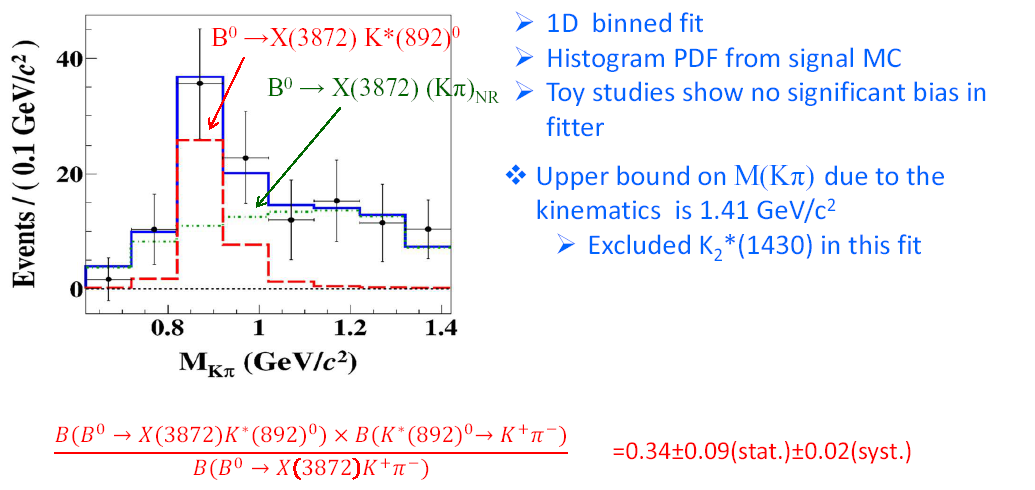 B⁰ →X(3872) K*(892)⁰
B⁰ → X(3872) (Kπ)NR
Events / ( 0.1 GeV/c²)
40
20
0
0.8 1 1.2 1.4
M_Kπ (GeV/c²)
➢ 1D binned fit
➢ Histogram PDF from signal MC
➢ Toy studies show no significant bias in
fitter
❖ Upper bound on M(Kπ) due to the
kinematics is 1.41 GeV/c²
➢ Excluded K₂*(1430) in this fit
B(B⁰ → X(3872)K*(892)⁰) × B(K*(892)⁰→ K⁺π⁻)
B(B⁰ → X(3872)K⁺π⁻)
=0.34±0.09(stat.)±0.02(syst.)